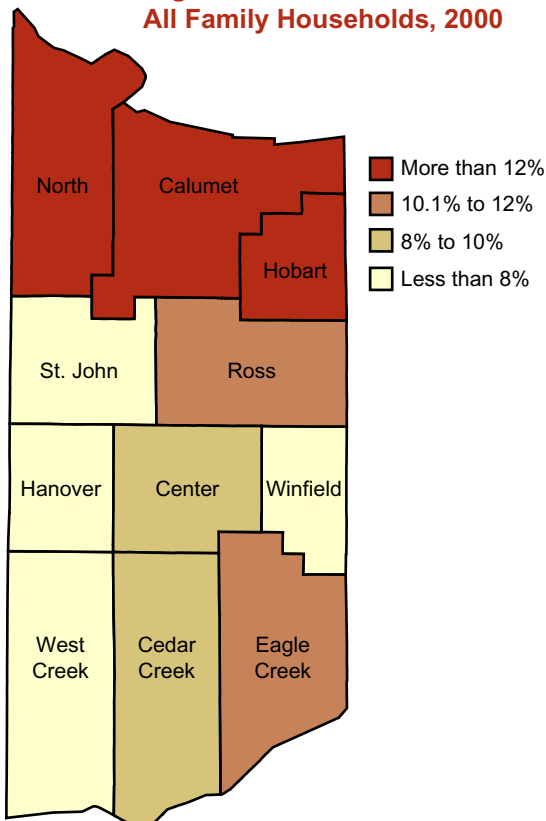 All Family Households, 2000
More than 12%
10.1% to 12%
8% to 10%
Less than 8%
North
Calumet
Hobart
St. John
Ross
Hanover
Center
Winfield
West
Creek
Cedar
Creek
Eagle
Creek